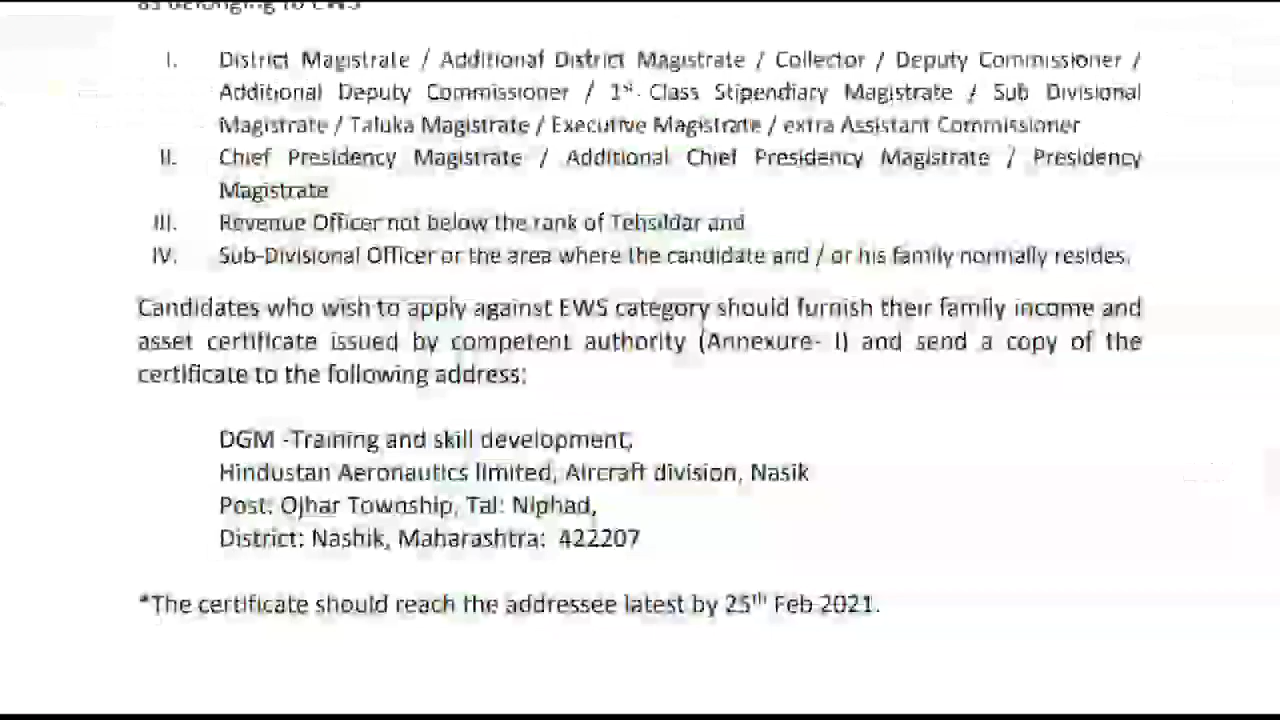 as belonging to EWS
I. District Magistrate / Additional District Magistrate / Collector / Deputy Commissioner /
Additional Deputy Commissioner / 1st Class Stipendiary Magistrate / Sub Divisional
Magistrate / Taluka Magistrate / Executive Magistrate / extra Assistant Commissioner
II. Chief Presidency Magistrate / Additional Chief Presidency Magistrate / Presidency
Magistrate
III. Revenue Officer not below the rank of Tehsildar and
IV. Sub-Divisional Officer or the area where the candidate and / or his family normally resides.
Candidates who wish to apply against EWS category should furnish their family income and
asset certificate issued by competent authority (Annexure- I) and send a copy of the
certificate to the following address:
DGM -Training and skill development,
Hindustan Aeronautics limited, Aircraft division, Nasik
Post: Ojhar Township, Tal: Niphad,
District: Nashik, Maharashtra: 422207
*The certificate should reach the addressee latest by 25th Feb 2021.